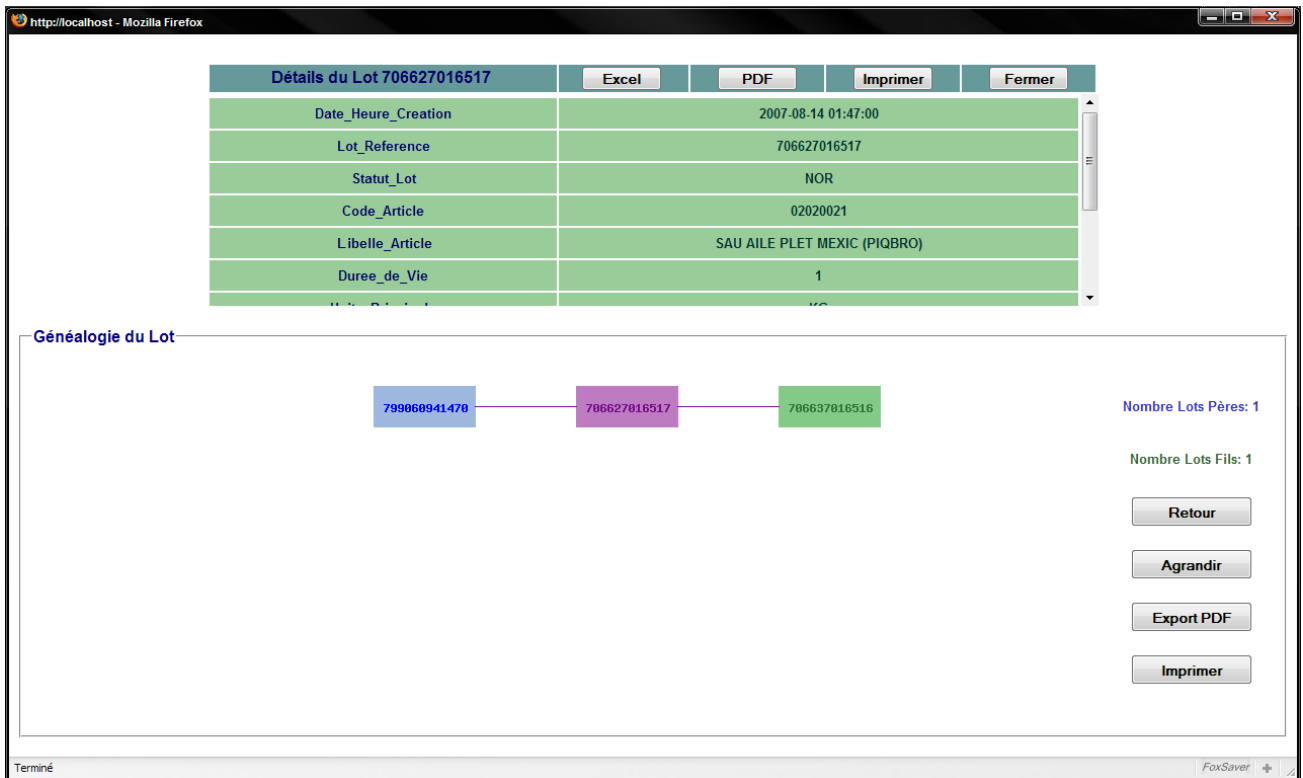 http://localhost - Mozilla Firefox
Détails du Lot 706627016517 Excel PDF Imprimer Fermer
Date_Heure_Creation 2007-08-14 01:47:00
Lot_Reference 706627016517
Statut_Lot NOR
Code_Article 02020021
Libelle_Article SAU AILE PLET MEXIC (PIQBRO)
Duree_de_Vie 1
Généalogie du Lot
799060941470 706627016517 706637016516
Nombre Lots Pères: 1
Nombre Lots Fils: 1
Retour
Agrandir
Export PDF
Imprimer
Terminé FoxSaver